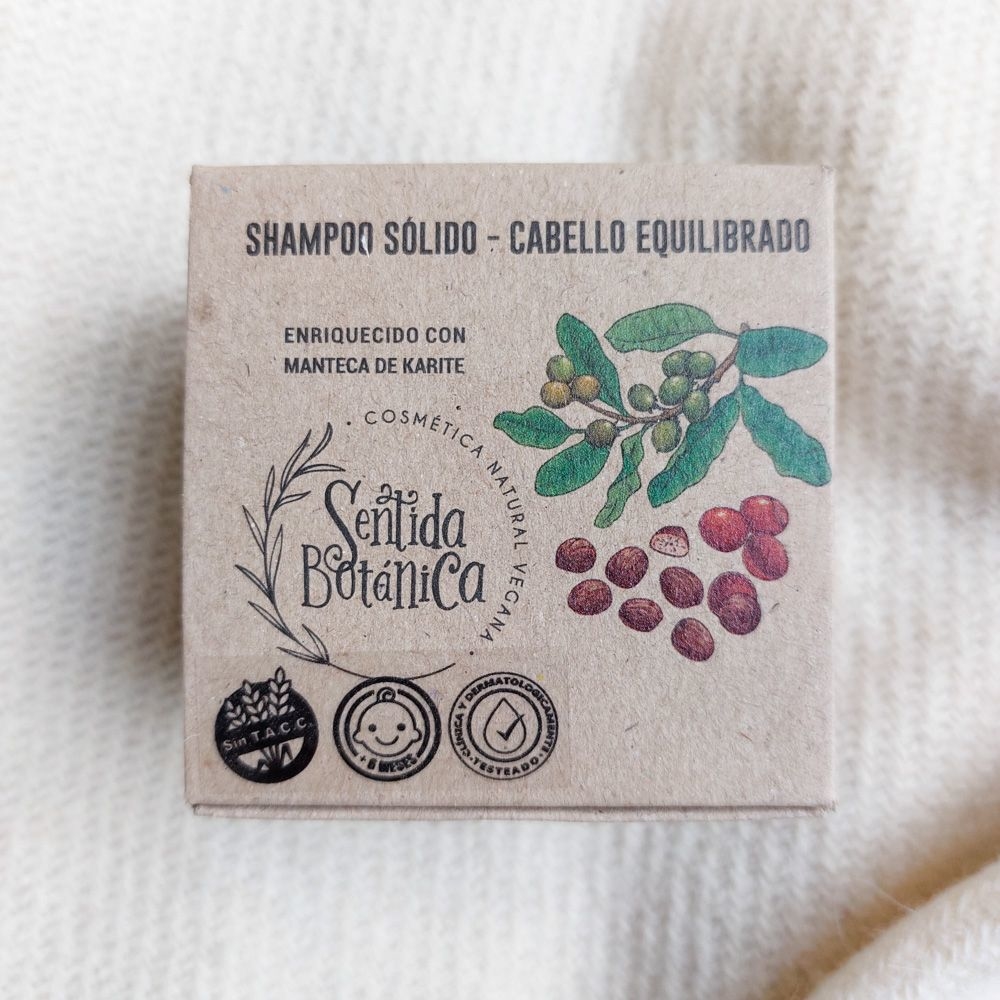 SHAMPOO SÓLIDO - CABELLO EQUILIBRADO
ENRIQUECIDO CON
MANTECA DE KARITE
COSMÉTICA NATURAL VEGANA
Sentida
Botánica
Sin T.A.C.C.
+ 6 MESES
CLÍNICA Y DERMATOLOGICAMENTE
TESTEADO